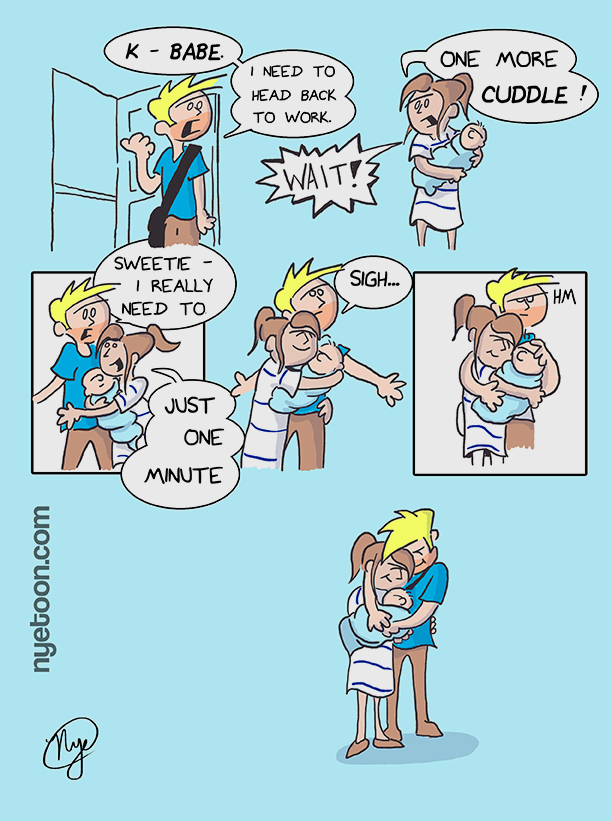 K - BABE.
I NEED TO
HEAD BACK
TO WORK.
WAIT!
ONE MORE
CUDDLE !
SWEETIE -
I REALLY
NEED TO
JUST
ONE
MINUTE
SIGH...
HM
nyetoon.com
Nye